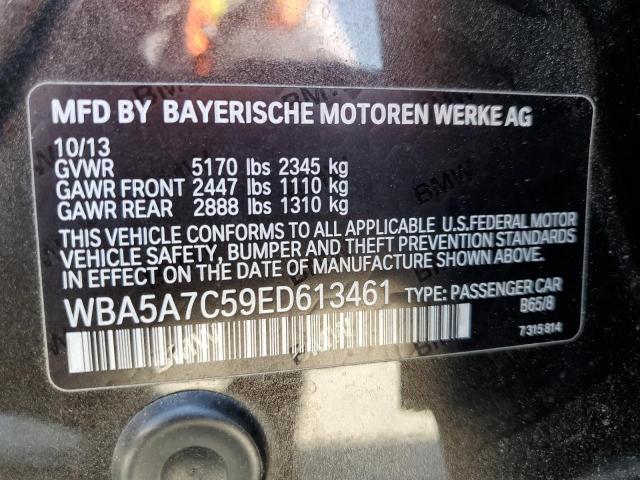 MFD BY BAYERISCHE MOTOREN WERKE AG
10/13
GVWR 5170 lbs 2345 kg
GAWR FRONT 2447 lbs 1110 kg
GAWR REAR 2888 lbs 1310 kg
THIS VEHICLE CONFORMS TO ALL APPLICABLE U.S.FEDERAL MOTOR
VEHICLE SAFETY, BUMPER AND THEFT PREVENTION STANDARDS
IN EFFECT ON THE DATE OF MANUFACTURE SHOWN ABOVE.
WBA5A7C59ED613461 TYPE: PASSENGER CAR
B65/8
7 315 814
BMW
BMW